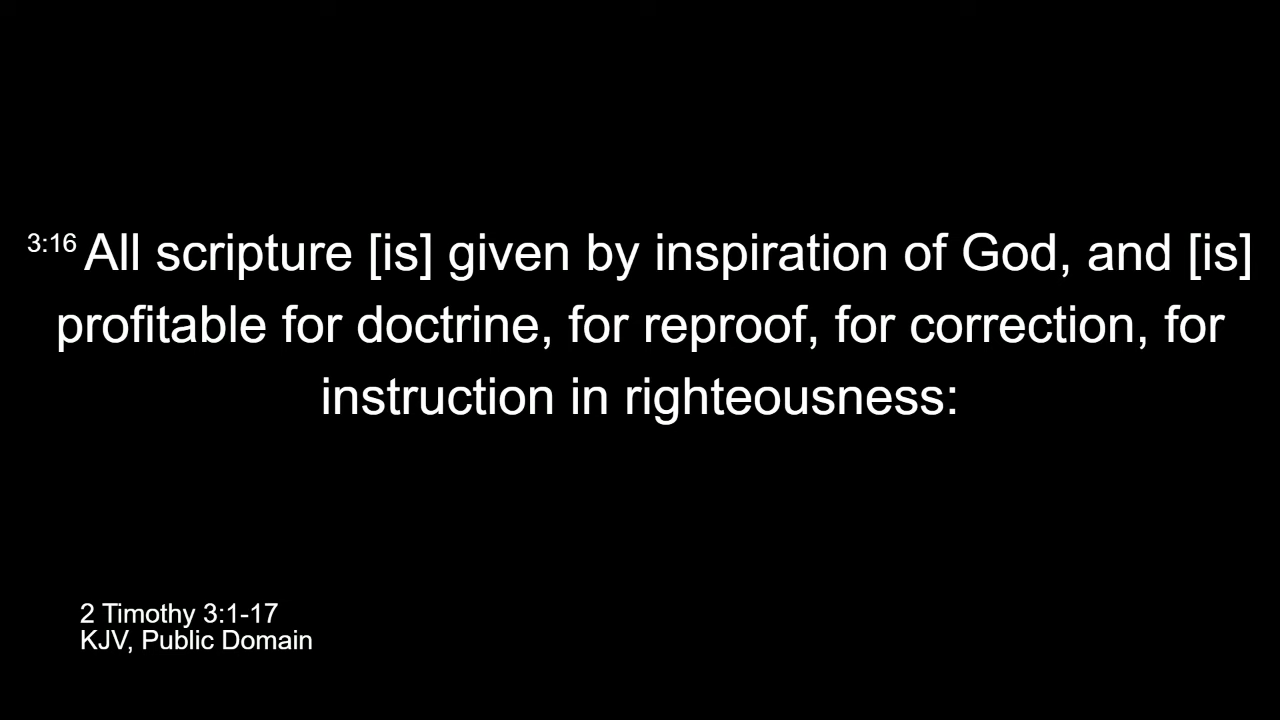 3:16 All scripture [is] given by inspiration of God, and [is]
profitable for doctrine, for reproof, for correction, for
instruction in righteousness:
2 Timothy 3:1-17
KJV, Public Domain